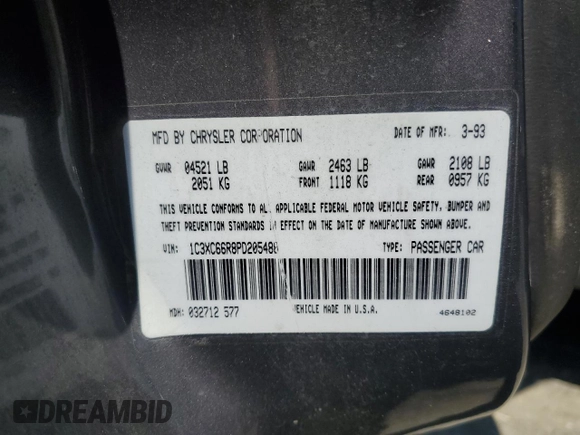 MFD BY CHRYSLER CORPORATION DATE OF MFR: 3-93
GVWR 04521 LB GAWR 2463 LB GAWR 2108 LB
2051 KG FRONT 1118 KG REAR 0957 KG
THIS VEHICLE CONFORMS TO ALL APPLICABLE FEDERAL MOTOR VEHICLE SAFETY, BUMPER AND
THEFT PREVENTION STANDARDS IN EFFECT ON THE DATE OF MANUFACTURE SHOWN ABOVE.
VIN: TYPE: PASSENGER CAR
MDH: 032712 577 VEHICLE MADE IN U.S.A. 4648102
DREAMBID